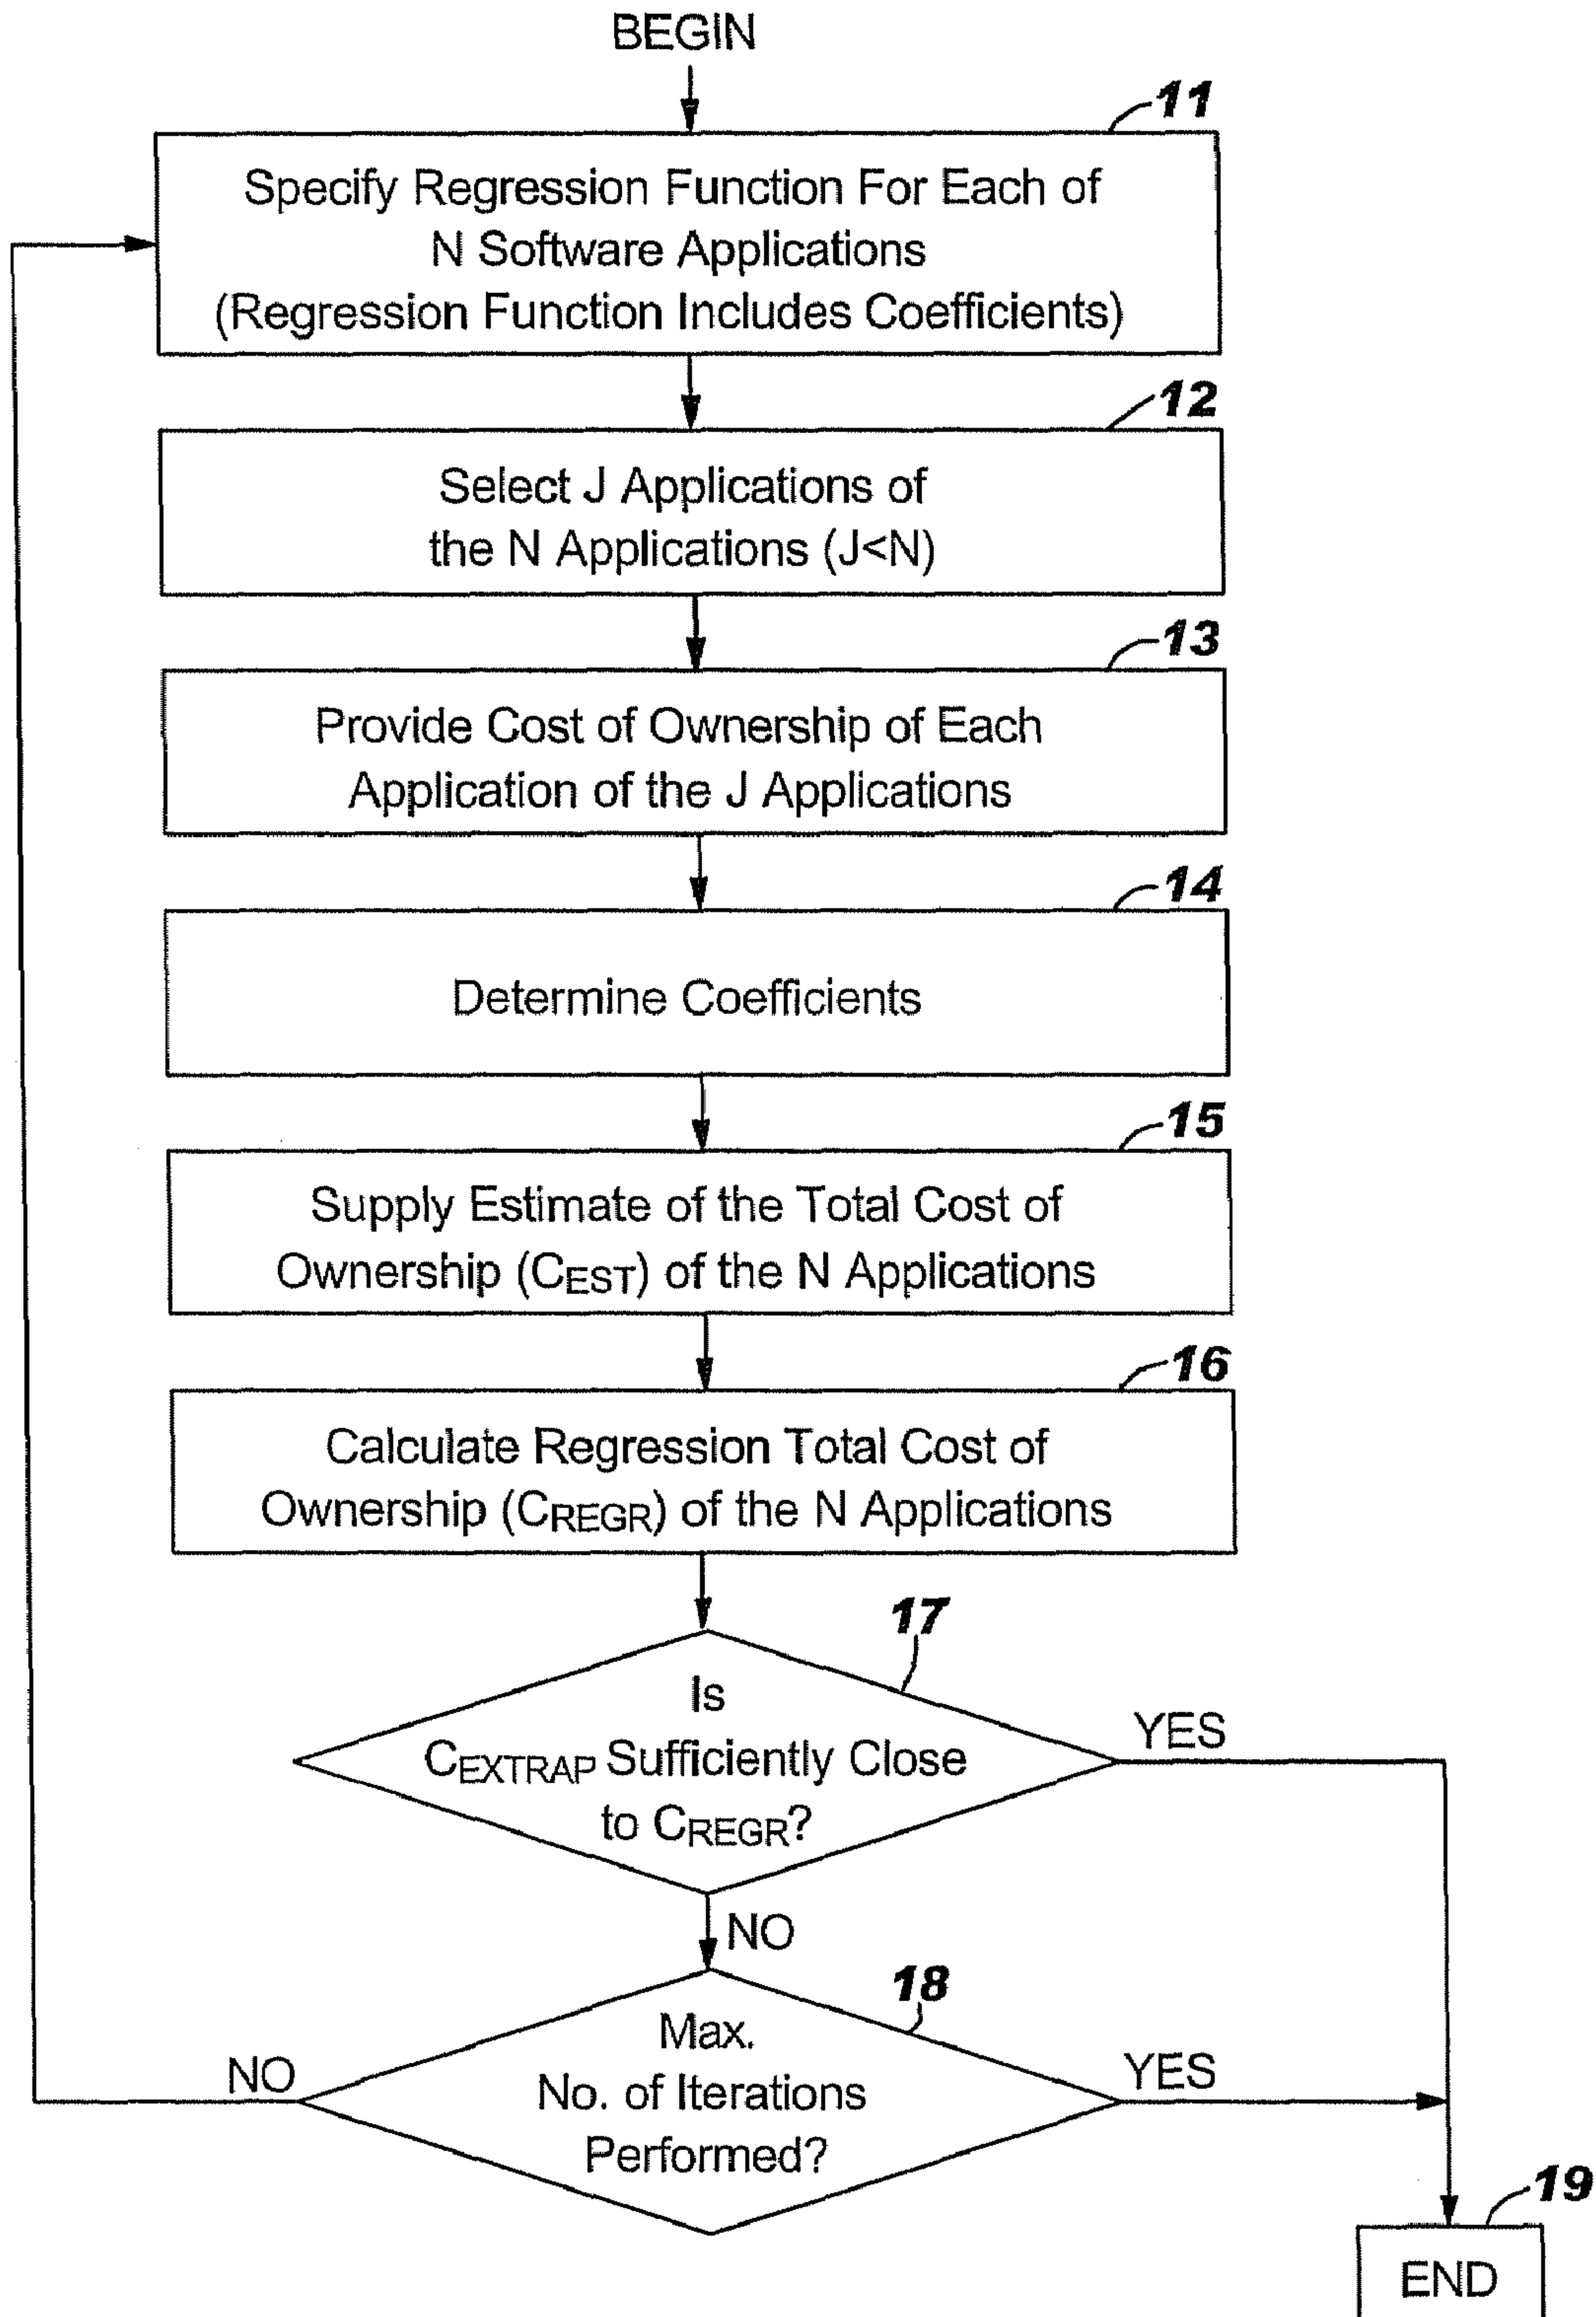 BEGIN
11
Specify Regression Function For Each of
N Software Applications
(Regression Function Includes Coefficients)
12
Select J Applications of
the N Applications (J<N)
13
Provide Cost of Ownership of Each
Application of the J Applications
14
Determine Coefficients
15
Supply Estimate of the Total Cost of
Ownership (CEST) of the N Applications
16
Calculate Regression Total Cost of
Ownership (CREGR) of the N Applications
17
Is
CEXTRAP Sufficiently Close
to CREGR?
YES
NO
18
Max.
No. of Iterations
Performed?
NO
YES
19
END